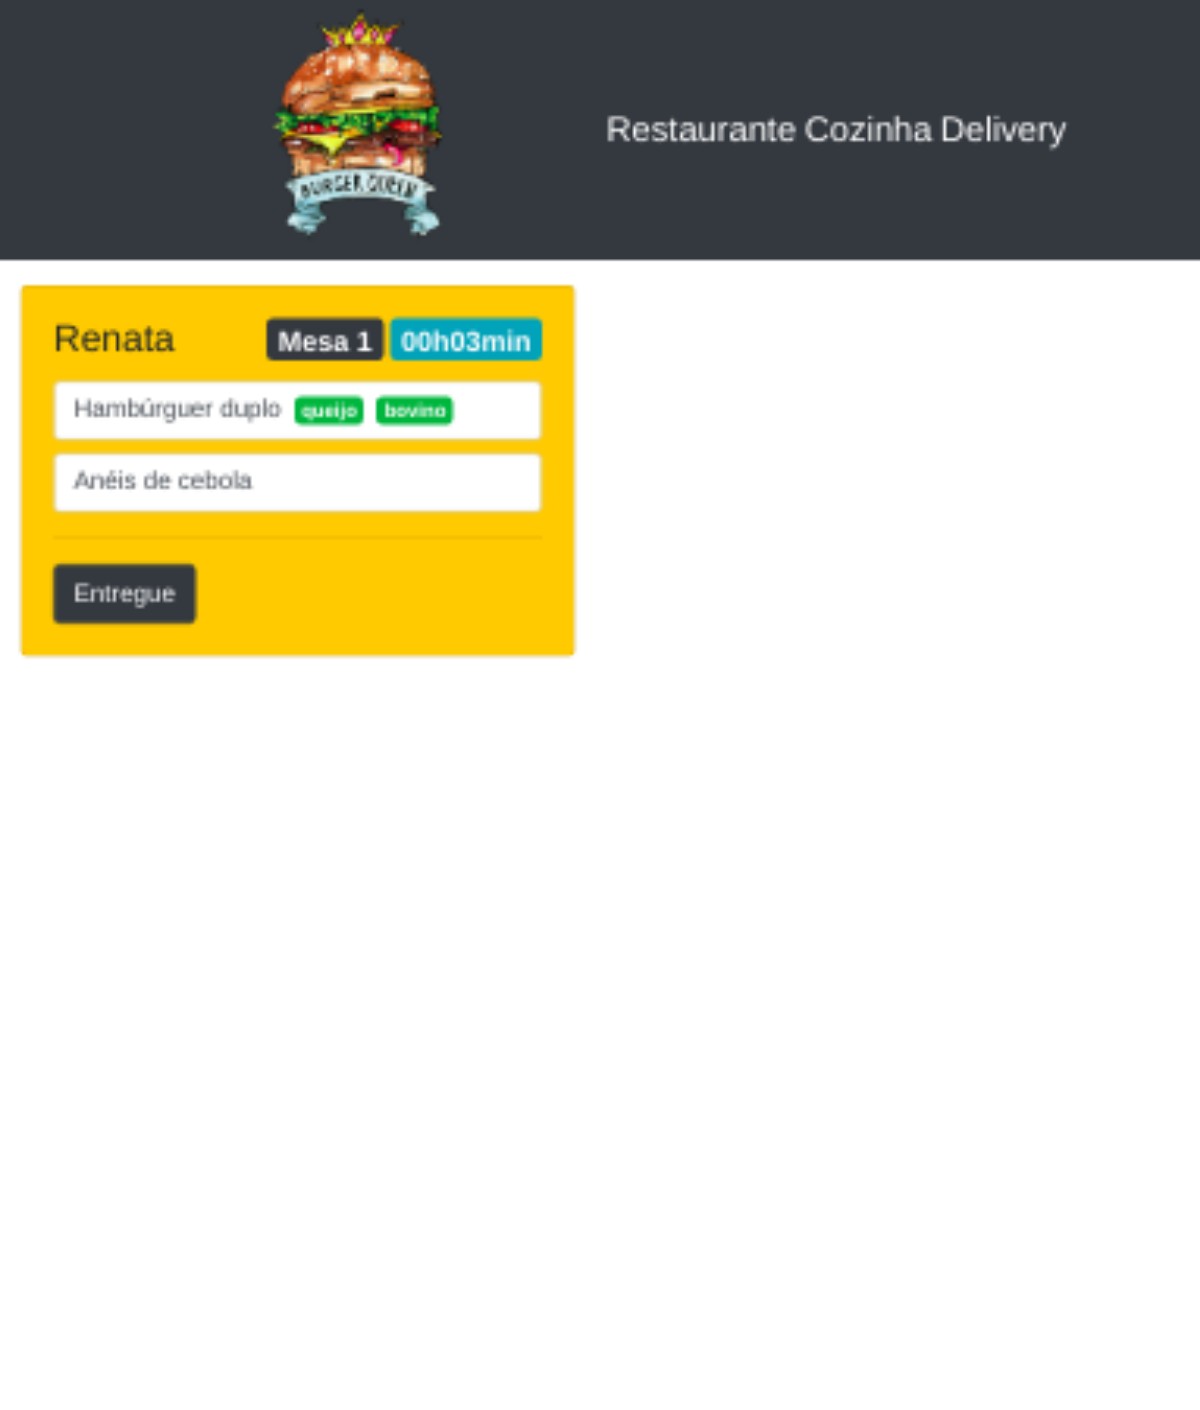 BURGER QUEEN
Restaurante Cozinha Delivery
Renata Mesa 1 00h03min
Hambúrguer duplo queijo bovino
Anéis de cebola
Entregue